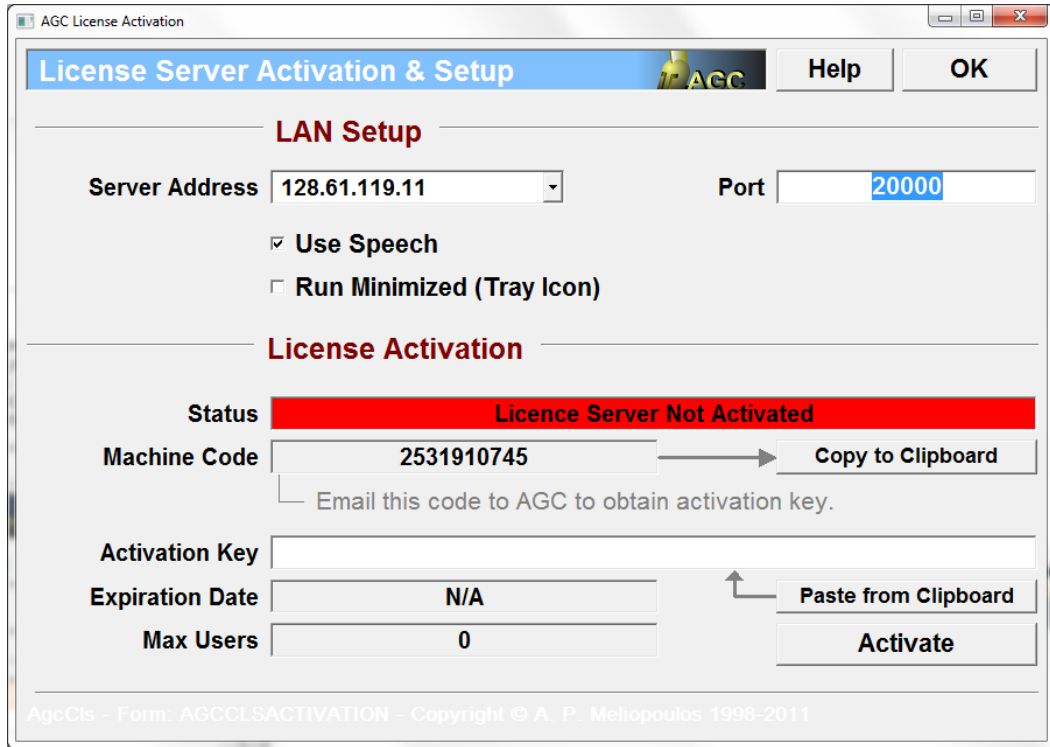 AGC License Activation
License Server Activation & Setup
AGC
Help
OK
LAN Setup
Server Address
128.61.119.11
Port
20000
Use Speech
Run Minimized (Tray Icon)
License Activation
Status
Licence Server Not Activated
Machine Code
2531910745
Copy to Clipboard
Email this code to AGC to obtain activation key.
Activation Key
Expiration Date
N/A
Paste from Clipboard
Max Users
0
Activate
AgcCls - Form: AGCCLSACTIVATION - Copyright © A. P. Meliopoulos 1998-2011